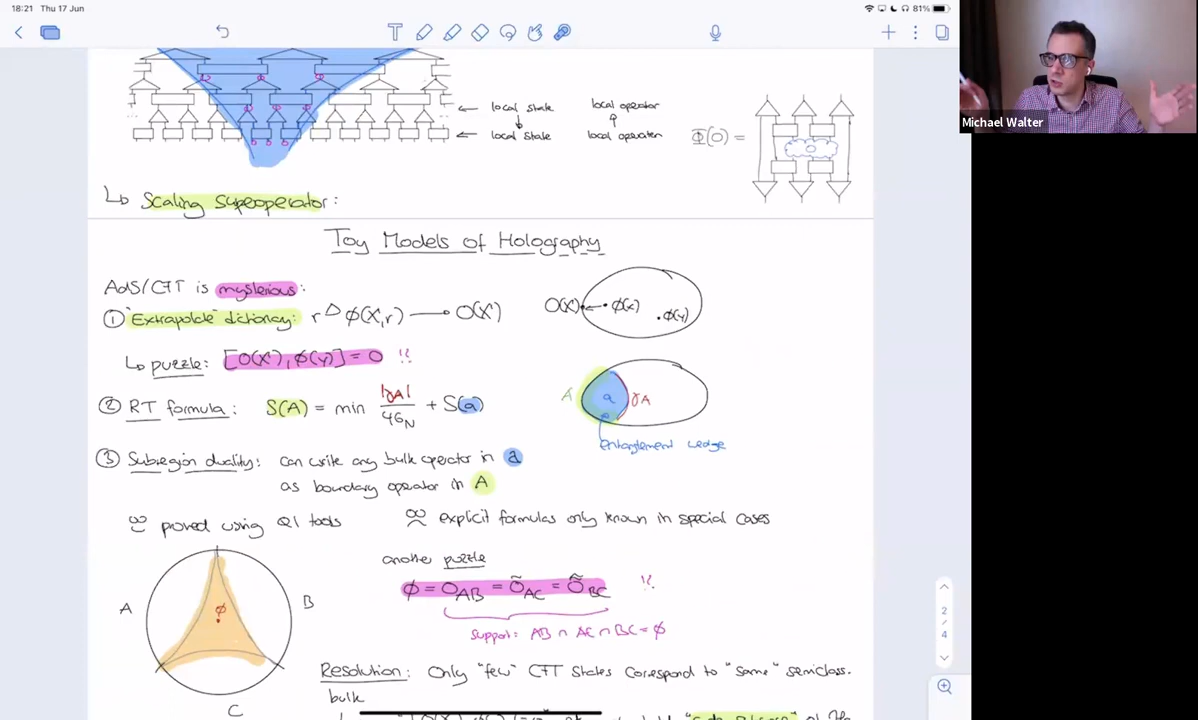 18:21 Thu 17 Jun
81%
Michael Walter
local state
local operator
local state
local operator
Φ(O) =
↳ Scaling superoperator:
Toy Models of Holography
AdS/CFT is mysterious:
① "Extrapolate" dictionary: r^Δ φ(X,r) → O(X)
O(X) ← φ(x)
φ(y)
↳ puzzle: [O(X), φ(y)] = 0 !?
② RT formula: S(A) = min |γA| / 4G_N + S(a)
A a γA
entanglement wedge
③ Subregion duality: can write any bulk operator in a
as boundary operator in A
proved using QI tools
explicit formulas only known in special cases
another puzzle
φ = O_AB = Õ_AC = Õ̃_BC !?
support: AB ∩ AC ∩ BC = ∅
A
B
φ
C
Resolution: Only "few" CFT states correspond to "same" semiclass.
bulk
2
/
4